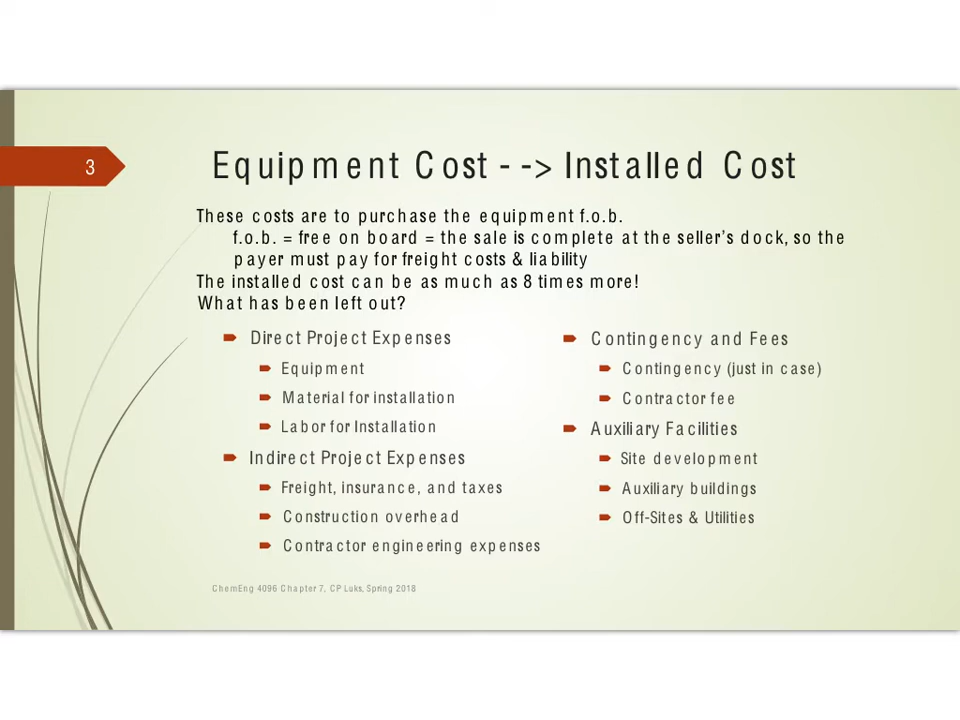 3
Equipment Cost --> Installed Cost
These costs are to purchase the equipment f.o.b.
f.o.b. = free on board = the sale is complete at the seller's dock, so the
payer must pay for freight costs & liability
The installed cost can be as much as 8 times more!
What has been left out?
Direct Project Expenses
Equipment
Material for installation
Labor for Installation
Indirect Project Expenses
Freight, insurance, and taxes
Construction overhead
Contractor engineering expenses
Contingency and Fees
Contingency (just in case)
Contractor fee
Auxiliary Facilities
Site development
Auxiliary buildings
Off-Sites & Utilities
ChemEng 4096 Chapter 7, CP Luks, Spring 2018